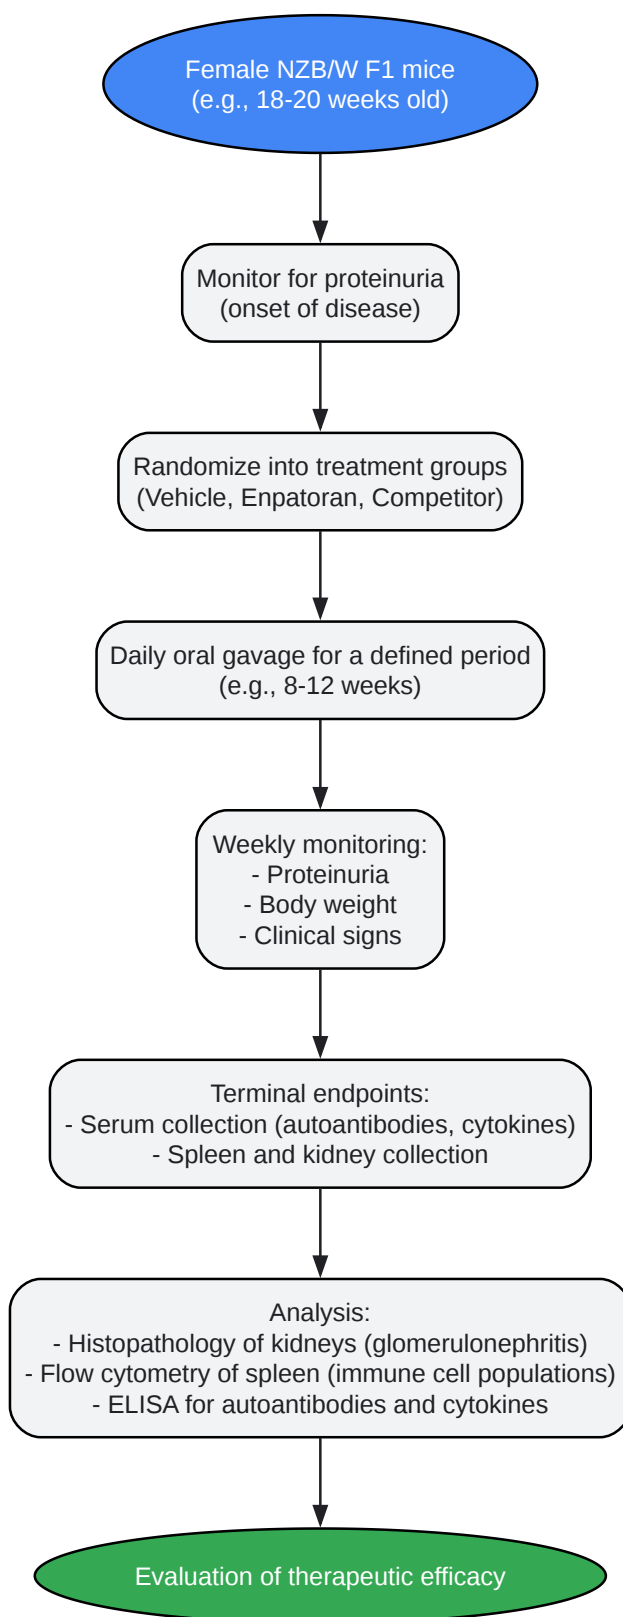 Female NZB/W F1 mice
(e.g., 18-20 weeks old)
Monitor for proteinuria
(onset of disease)
Randomize into treatment groups
(Vehicle, Enpatoran, Competitor)
Daily oral gavage for a defined period
(e.g., 8-12 weeks)
Weekly monitoring:
- Proteinuria
- Body weight
- Clinical signs
Terminal endpoints:
- Serum collection (autoantibodies, cytokines)
- Spleen and kidney collection
Analysis:
- Histopathology of kidneys (glomerulonephritis)
- Flow cytometry of spleen (immune cell populations)
- ELISA for autoantibodies and cytokines
Evaluation of therapeutic efficacy